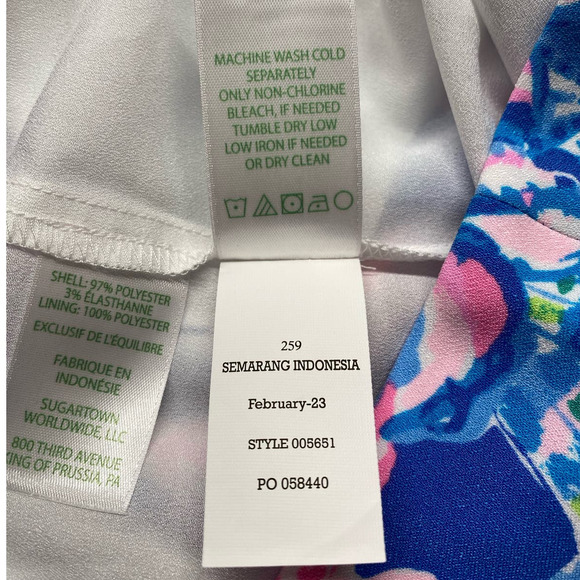 MACHINE WASH COLD
SEPARATELY
ONLY NON-CHLORINE
BLEACH, IF NEEDED
TUMBLE DRY LOW
LOW IRON IF NEEDED
OR DRY CLEAN
SHELL: 97% POLYESTER
3% ÉLASTHANNE
LINING: 100% POLYESTER
EXCLUSIF DE L'ÉQUILIBRE
FABRIQUE EN
INDONÉSIE
SUGARTOWN
WORLDWIDE, LLC
800 THIRD AVENUE
KING OF PRUSSIA, PA
259
SEMARANG INDONESIA
February-23
STYLE 005651
PO 058440